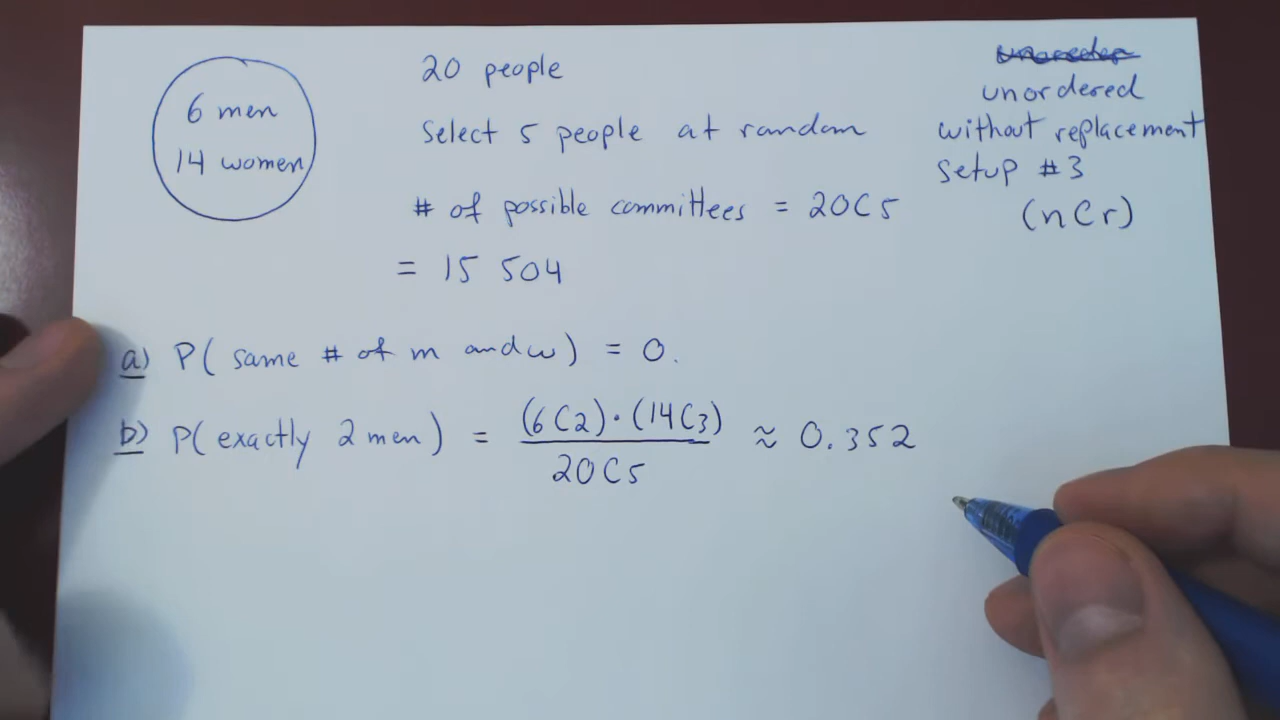 6 men
14 women
20 people
Select 5 people at random
# of possible committees = 20C5
= 15 504
unordered
without replacement
setup #3
(nCr)
a) P( same # of m and w) = 0.
b) P( exactly 2 men ) = (6C2)·(14C3) / 20C5 ≈ 0.352